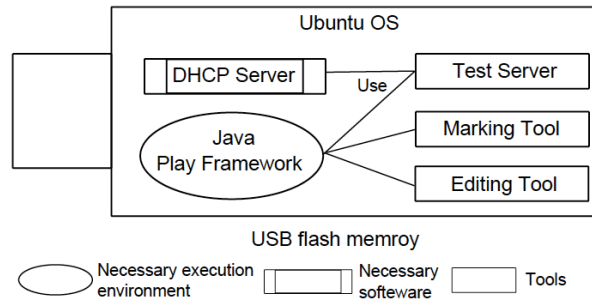 Ubuntu OS
DHCP Server
Test Server
Use
Java
Play Framework
Marking Tool
Editing Tool
USB flash memroy
Necessary execution
environment
Necessary
softeware
Tools